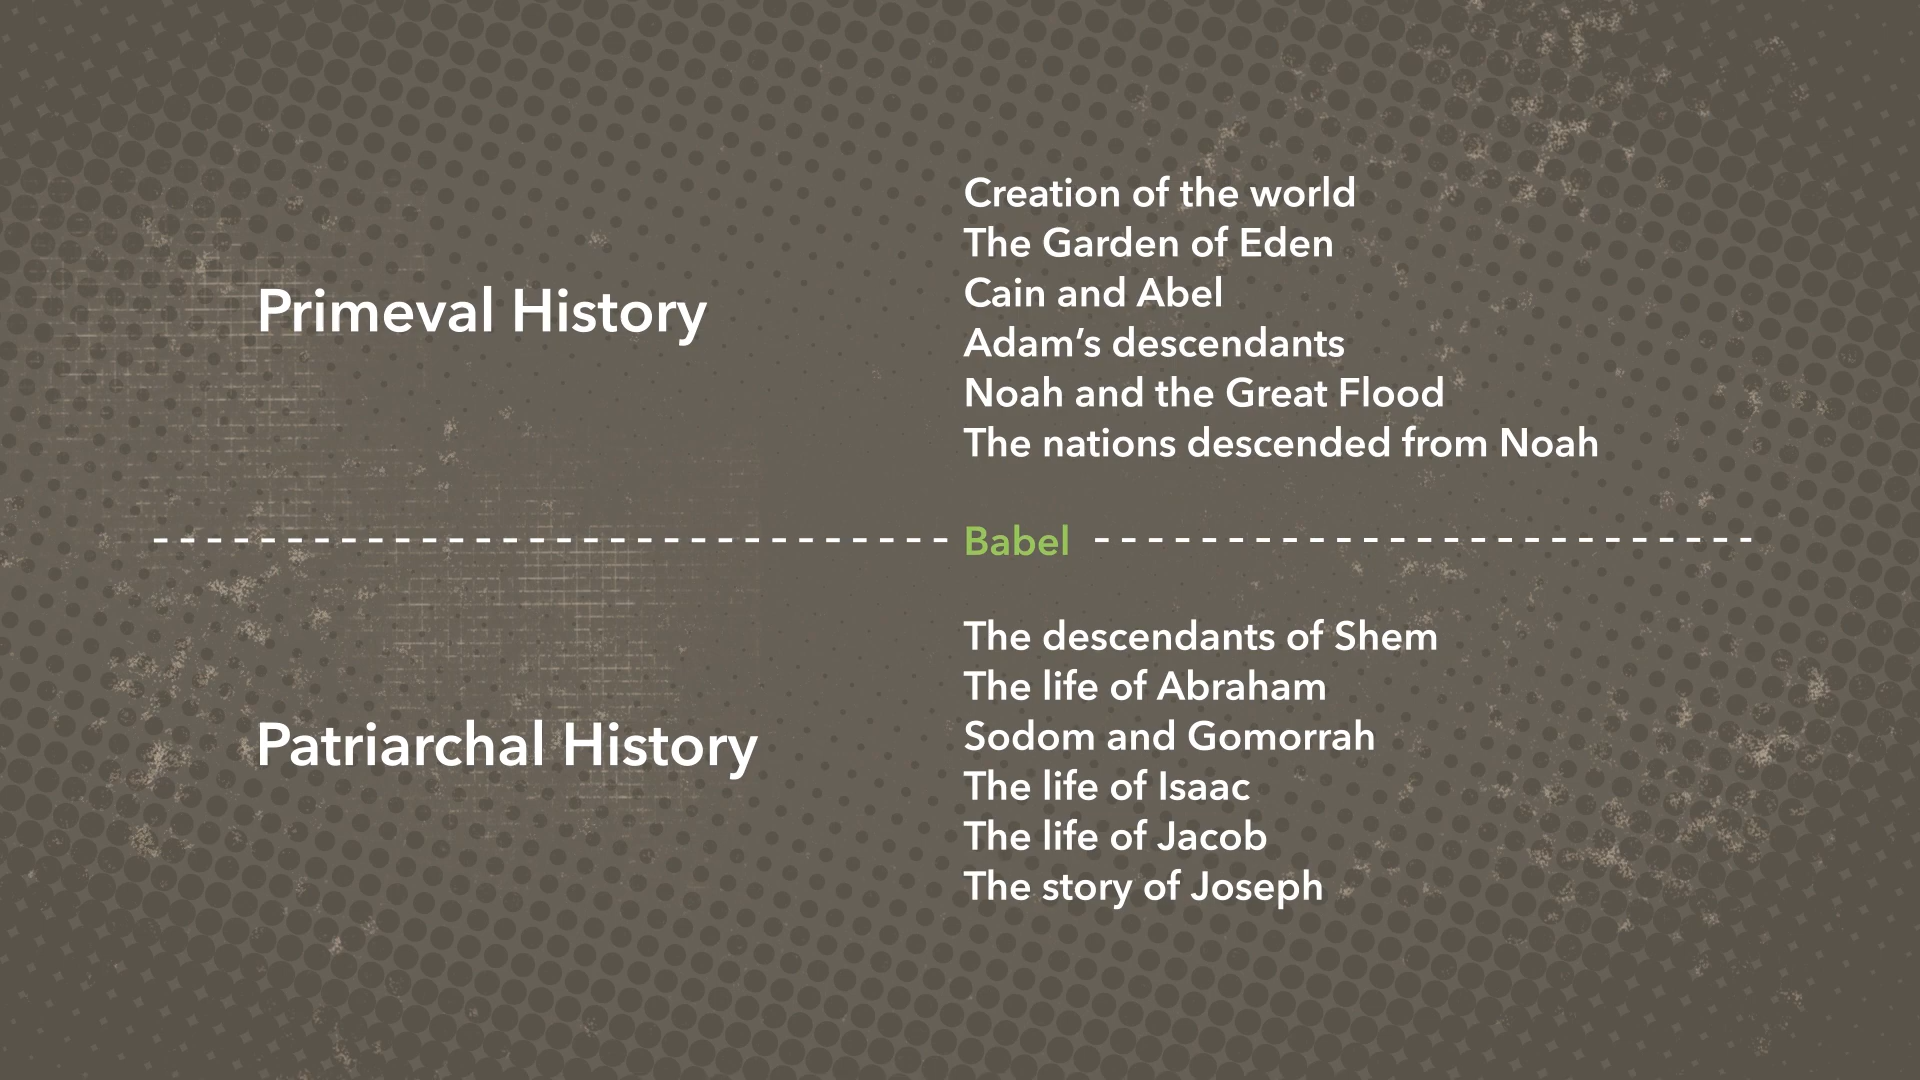 Primeval History
Creation of the world
The Garden of Eden
Cain and Abel
Adam’s descendants
Noah and the Great Flood
The nations descended from Noah
Babel
Patriarchal History
The descendants of Shem
The life of Abraham
Sodom and Gomorrah
The life of Isaac
The life of Jacob
The story of Joseph